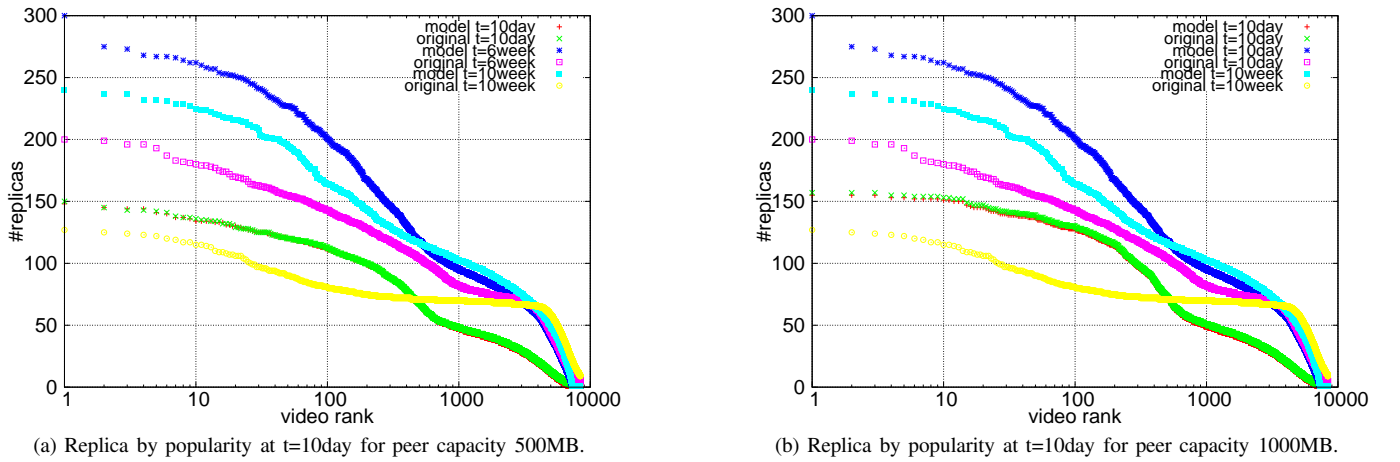 300
250
200
150
100
50
0
#replicas
1
10
100
1000
10000
video rank
model t=10day
original t=10day
model t=6week
original t=6week
model t=10week
original t=10week
(a) Replica by popularity at t=10day for peer capacity 500MB.
300
250
200
150
100
50
0
#replicas
1
10
100
1000
10000
video rank
model t=10day
original t=10day
model t=10day
original t=10day
model t=10week
original t=10week
(b) Replica by popularity at t=10day for peer capacity 1000MB.